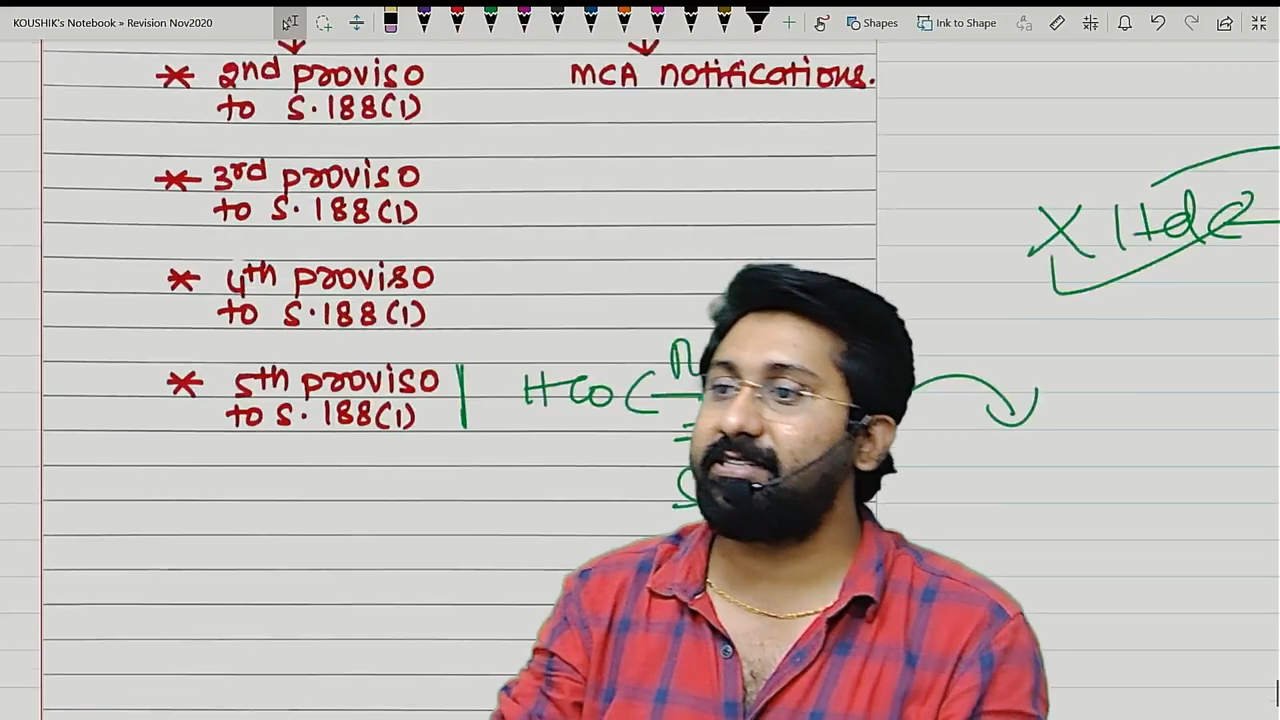 KOUSHIK's Notebook » Revision Nov2020
Shapes
Ink to Shape
* 2nd proviso
to S.188(1)
MCA notifications.
* 3rd proviso
to S.188(1)
* 4th proviso
to S.188(1)
* 5th proviso
to S.188(1)
HCO
X Hde